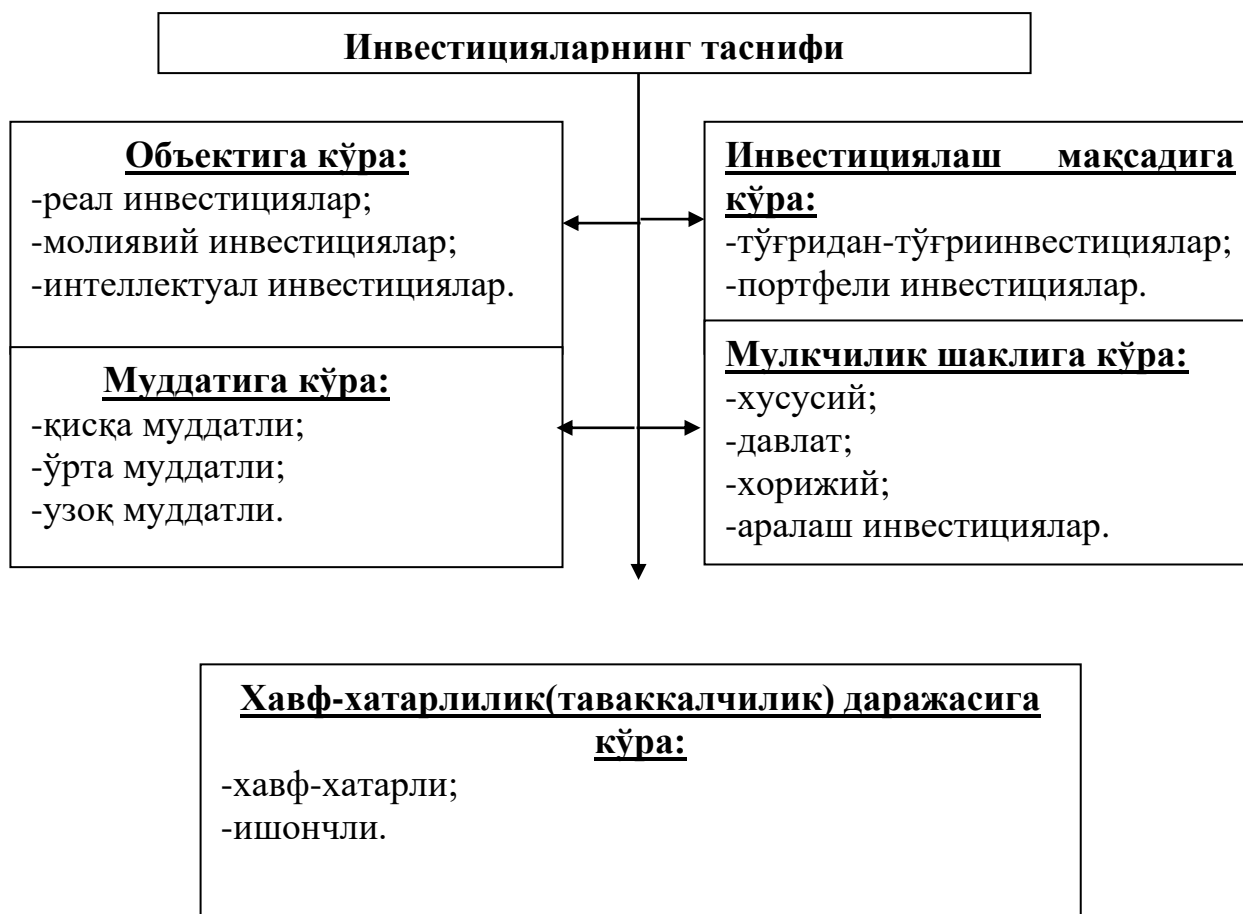 Инвестицияларнинг таснифи
Объектига кўра:
-реал инвестициялар;
-молиявий инвестициялар;
-интеллектуал инвестициялар.
Инвестициялаш мақсадига
кўра:
-тўғридан-тўғриинвестициялар;
-портфели инвестициялар.
Муддатига кўра:
-қисқа муддатли;
-ўрта муддатли;
-узоқ муддатли.
Мулкчилик шаклига кўра:
-хусусий;
-давлат;
-хорижий;
-аралаш инвестициялар.
Хавф-хатарлилик(таваккалчилик) даражасига
кўра:
-хавф-хатарли;
-ишончли.